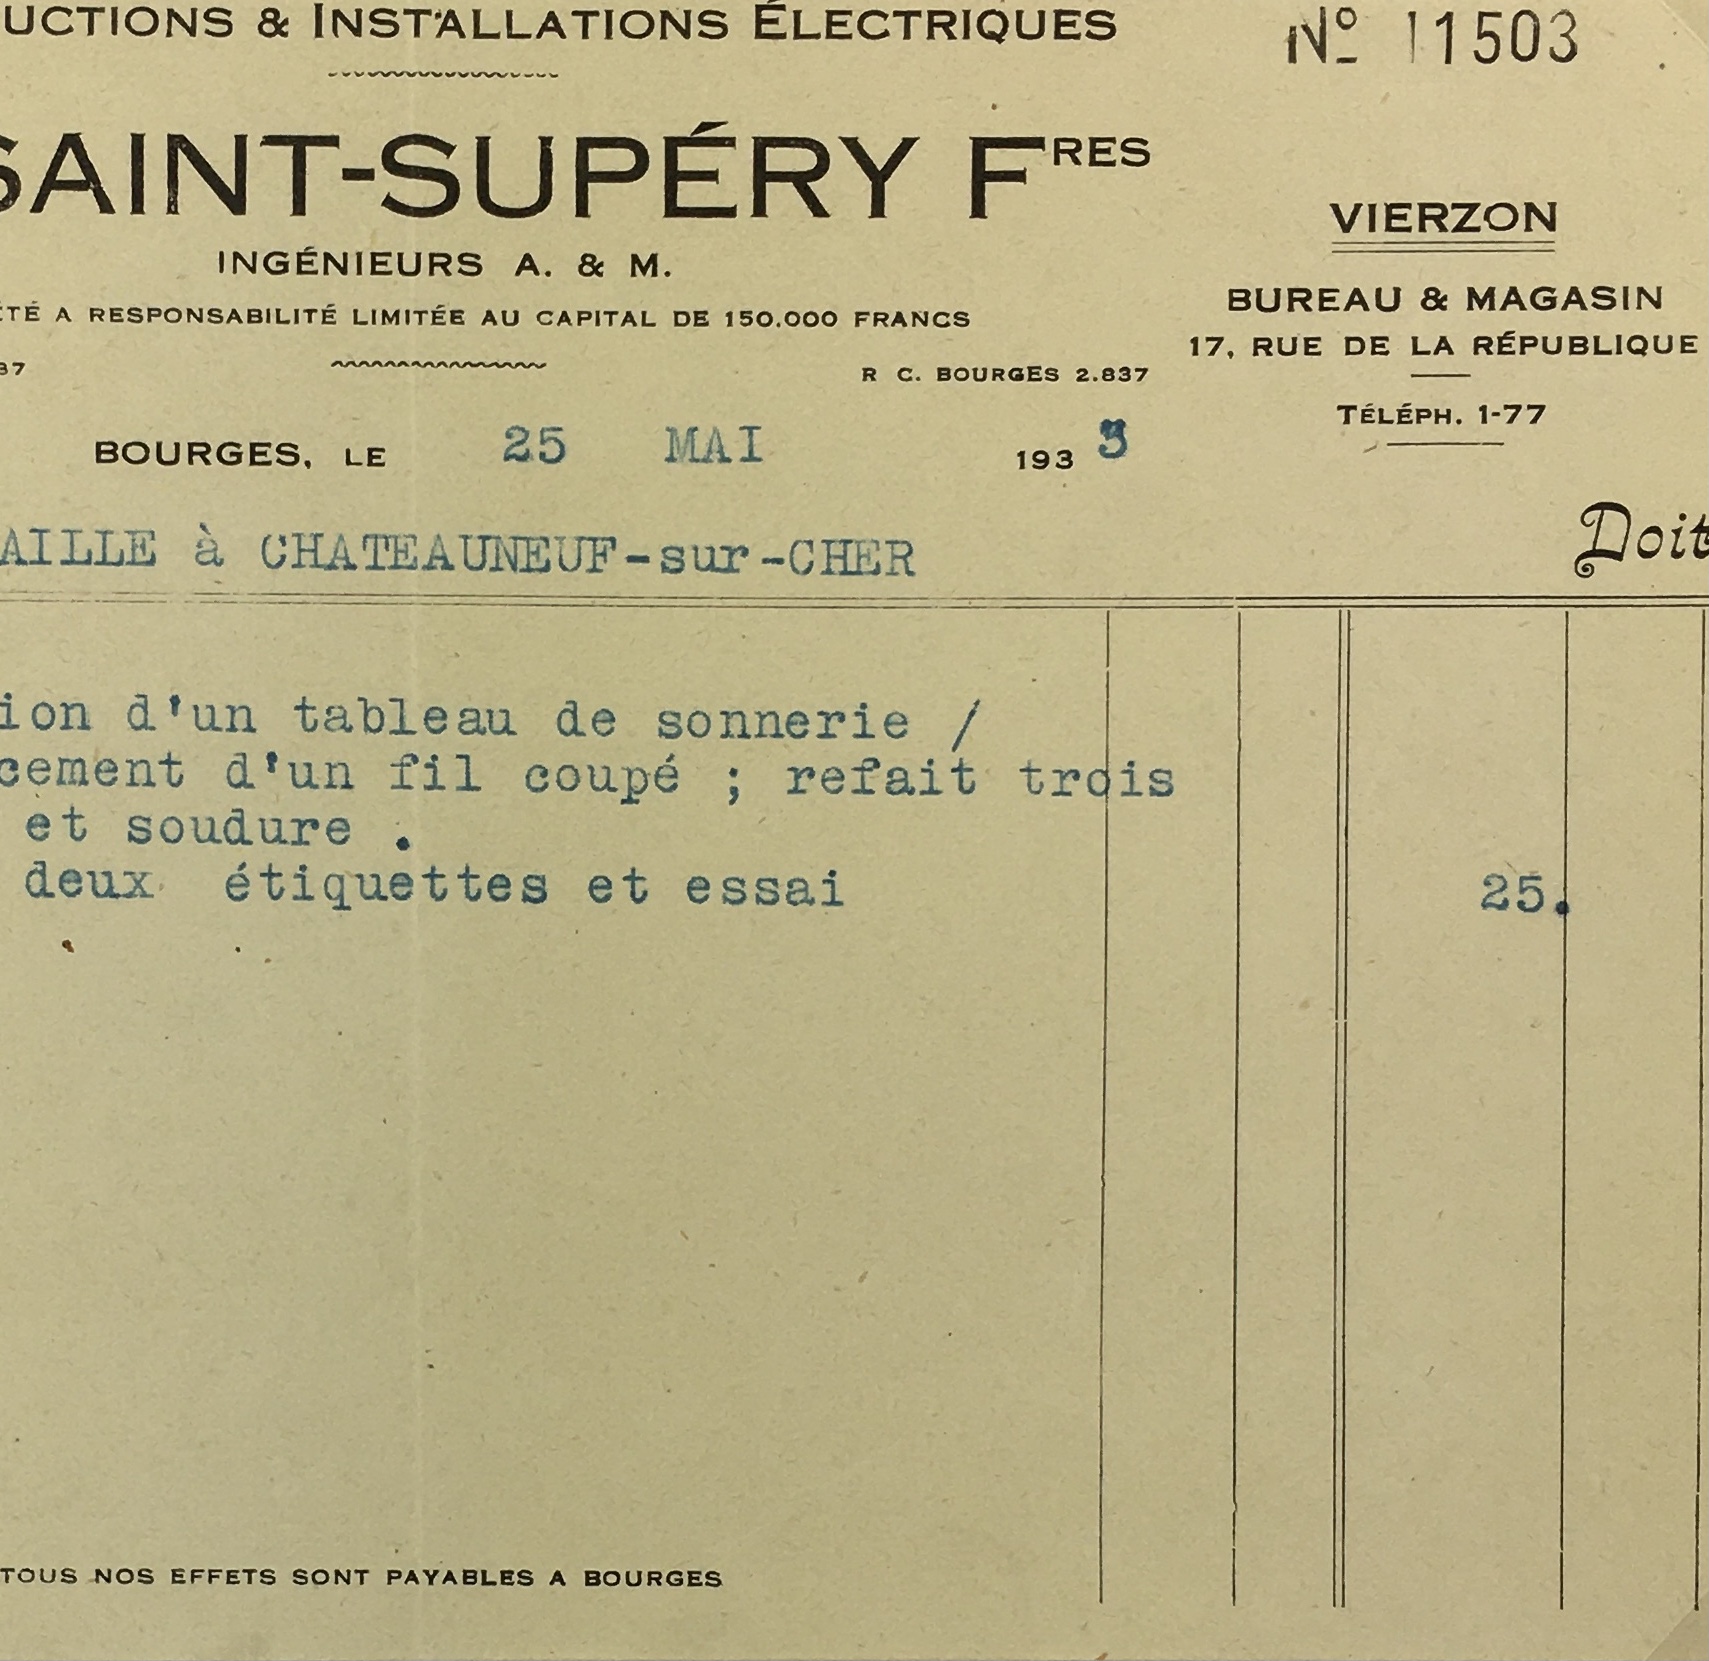 UCTIONS & INSTALLATIONS ÉLECTRIQUES
Nº 11503
SAINT-SUPÉRY FRES
INGÉNIEURS A. & M.
ÉTÉ A RESPONSABILITÉ LIMITÉE AU CAPITAL DE 150.000 FRANCS
37
R C. BOURGES 2.837
VIERZON
BUREAU & MAGASIN
17, RUE DE LA RÉPUBLIQUE
TÉLÉPH. 1-77
BOURGES, LE 25 MAI 1933
AILLE à CHATEAUNEUF-sur-CHER
Doit
ion d'un tableau de sonnerie /
cement d'un fil coupé ; refait trois
et soudure .
deux étiquettes et essai 25.
TOUS NOS EFFETS SONT PAYABLES A BOURGES